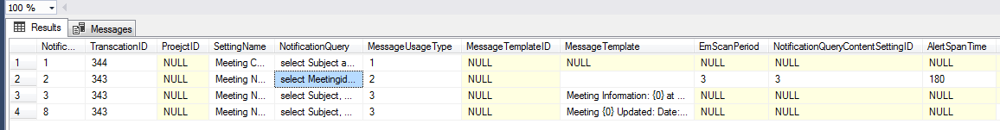 100 %
Results Messages
Notific... TranscationID ProejctID SettingName NotificationQuery MessageUsageType MessageTemplateID MessageTemplate EmScanPeriod NotificationQueryContentSettingID AlertSpanTime
1 1 344 NULL Meeting C... select Subject a... 1 NULL NULL NULL NULL NULL
2 2 343 NULL Meeting N... select Meetingid... 2 NULL 3 3 180
3 3 343 NULL Meeting N... select Subject, ... 3 NULL Meeting Information: {0} at ... NULL NULL NULL
4 8 343 NULL Meeting N... select Subject, ... 3 NULL Meeting {0} Updated: Date:... NULL NULL NULL